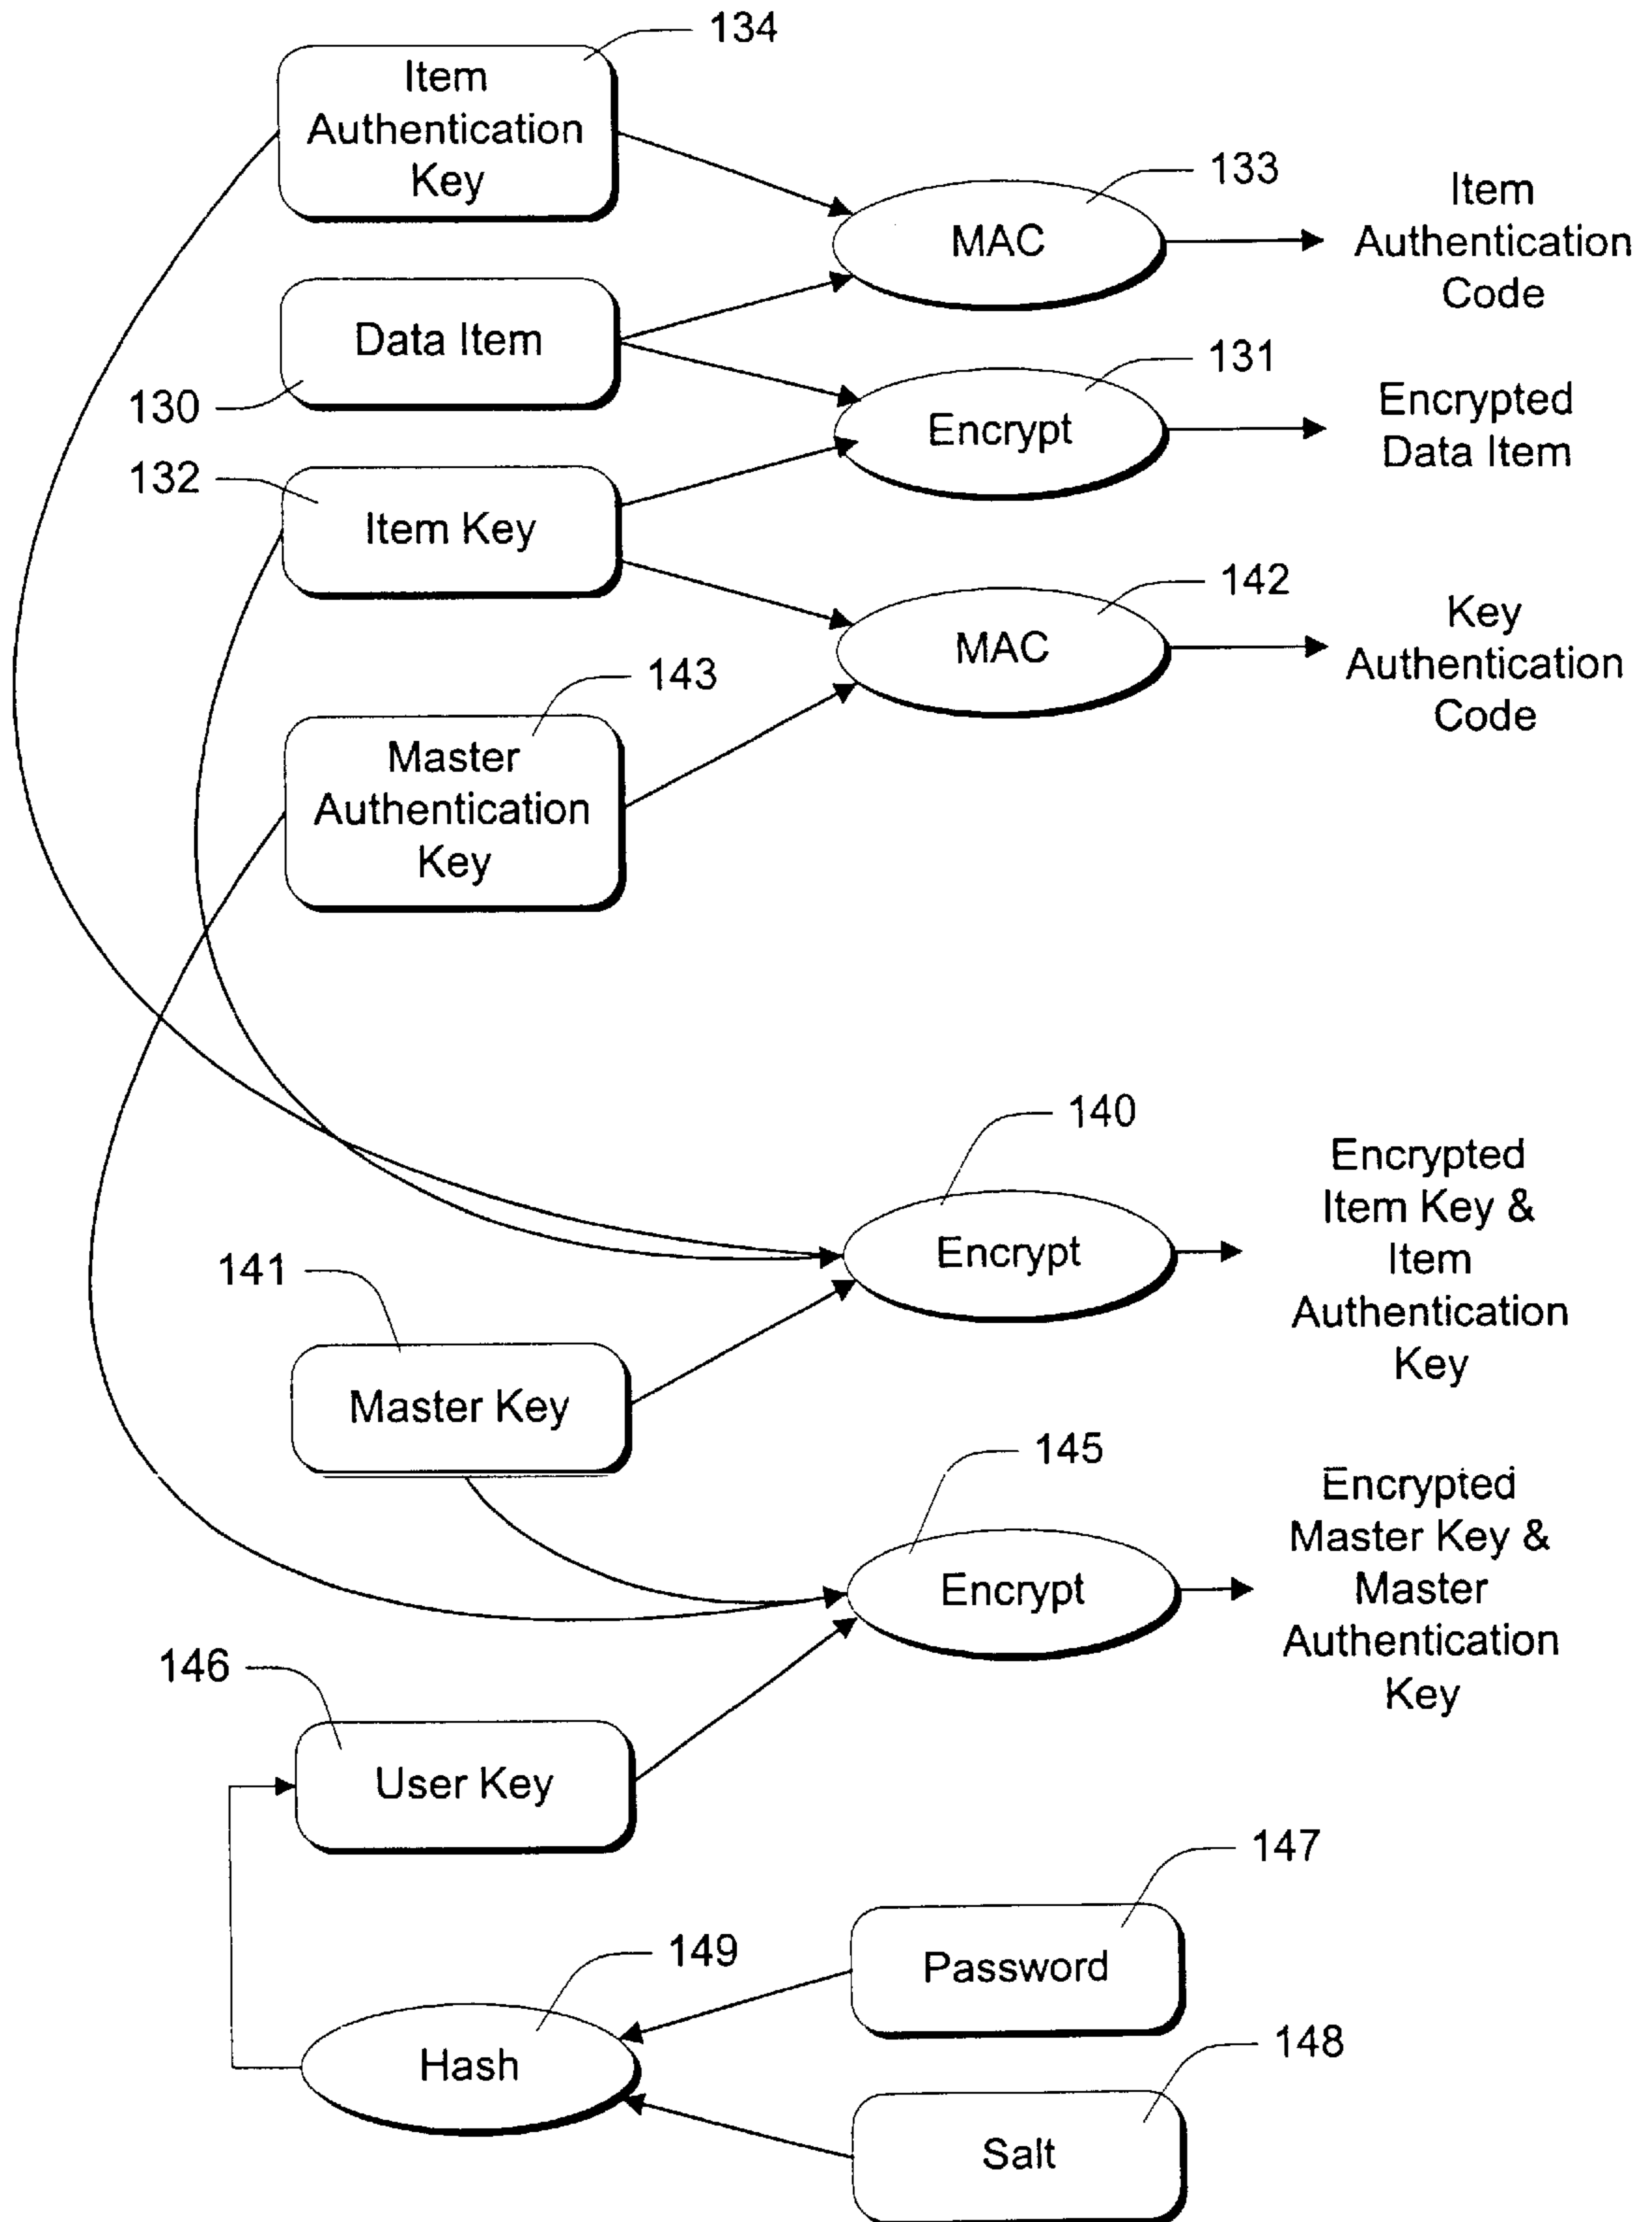 134
Item
Authentication
Key
133
MAC
Item
Authentication
Code
Data Item
130
131
Encrypt
Encrypted
Data Item
132
Item Key
142
MAC
Key
Authentication
Code
143
Master
Authentication
Key
140
Encrypt
Encrypted
Item Key &
Item
Authentication
Key
141
Master Key
145
Encrypt
Encrypted
Master Key &
Master
Authentication
Key
146
User Key
147
Password
149
Hash
148
Salt